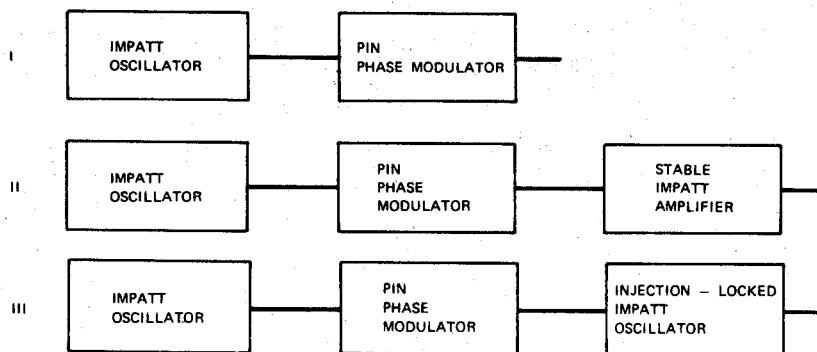 I
IMPATT
OSCILLATOR
PIN
PHASE MODULATOR
II
IMPATT
OSCILLATOR
PIN
PHASE
MODULATOR
STABLE
IMPATT
AMPLIFIER
III
IMPATT
OSCILLATOR
PIN
PHASE
MODULATOR
INJECTION – LOCKED
IMPATT
OSCILLATOR